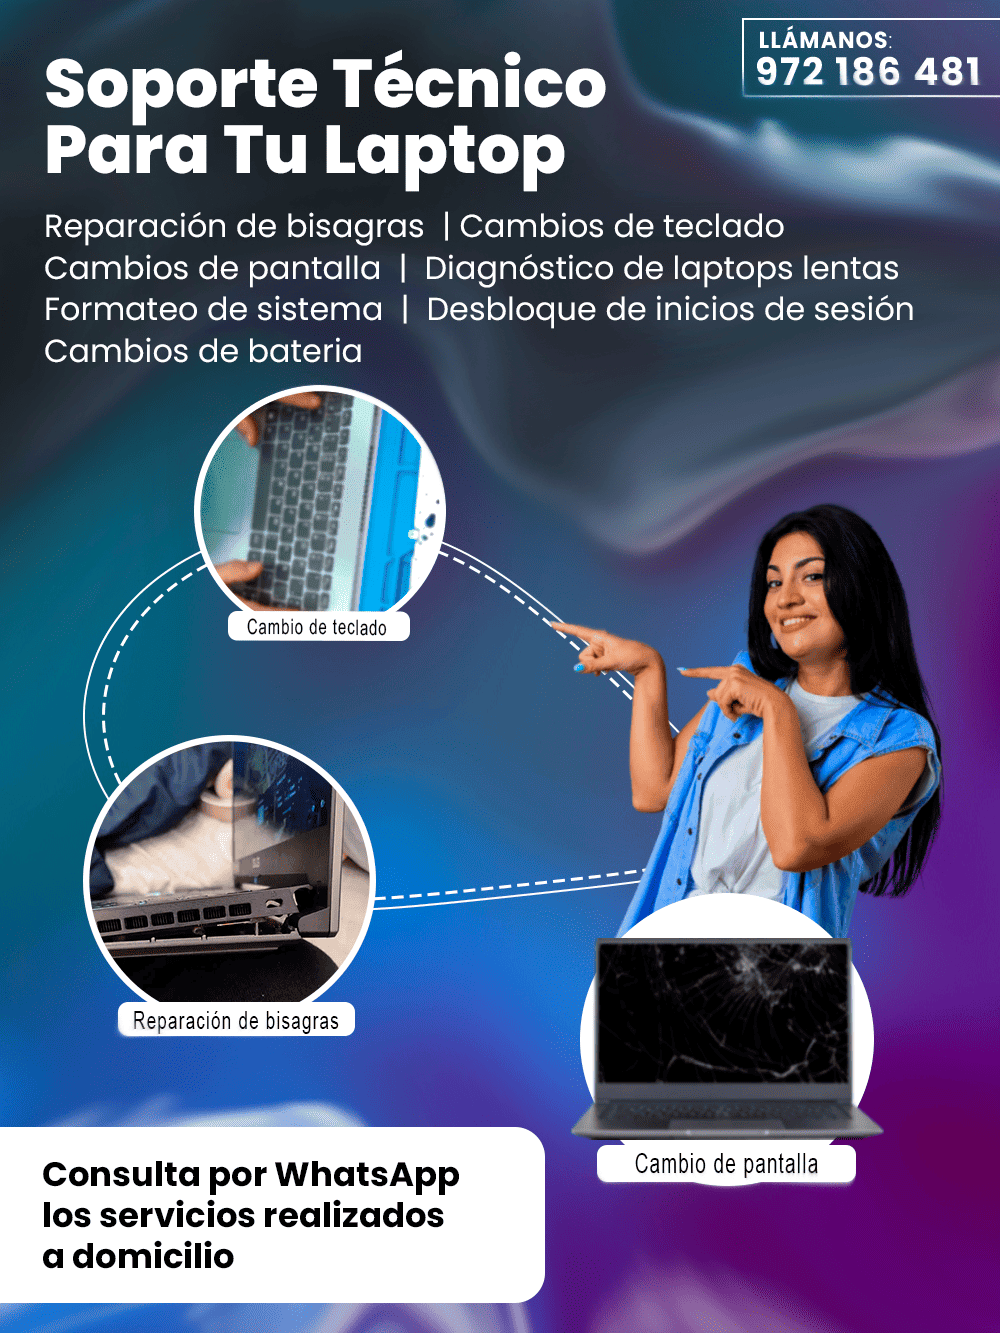 LLÁMANOS:
972 186 481
Soporte Técnico
Para Tu Laptop
Reparación de bisagras | Cambios de teclado
Cambios de pantalla | Diagnóstico de laptops lentas
Formateo de sistema | Desbloque de inicios de sesión
Cambios de bateria
Cambio de teclado
Reparación de bisagras
Cambio de pantalla
Consulta por WhatsApp
los servicios realizados
a domicilio